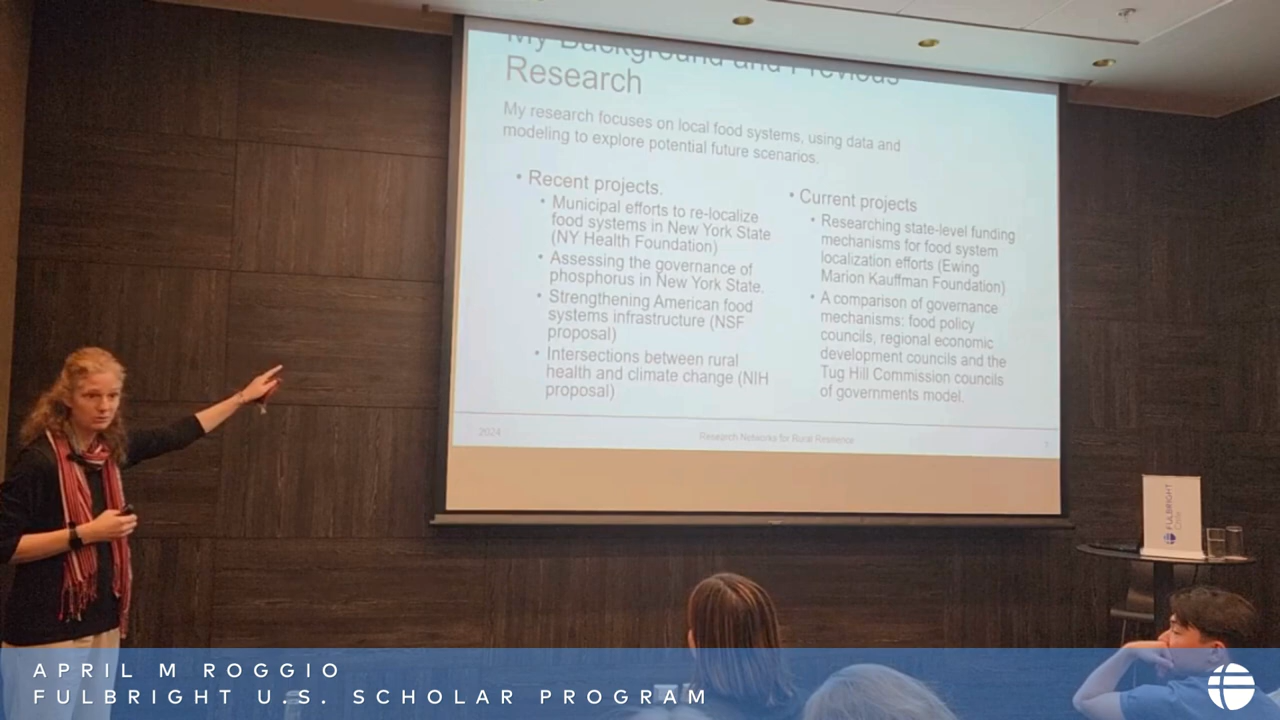 My Background and Previous
Research
My research focuses on local food systems, using data and
modeling to explore potential future scenarios.
• Recent projects.
• Municipal efforts to re-localize
food systems in New York State
(NY Health Foundation)
• Assessing the governance of
phosphorus in New York State.
• Strengthening American food
systems infrastructure (NSF
proposal)
• Intersections between rural
health and climate change (NIH
proposal)
• Current projects
• Researching state-level funding
mechanisms for food system
localization efforts (Ewing
Marion Kauffman Foundation)
• A comparison of governance
mechanisms: food policy
councils, regional economic
development councils and the
Tug Hill Commission councils
of governments model.
2024
Research Networks for Rural Resilience
FULBRIGHT
APRIL M ROGGIO
FULBRIGHT U.S. SCHOLAR PROGRAM